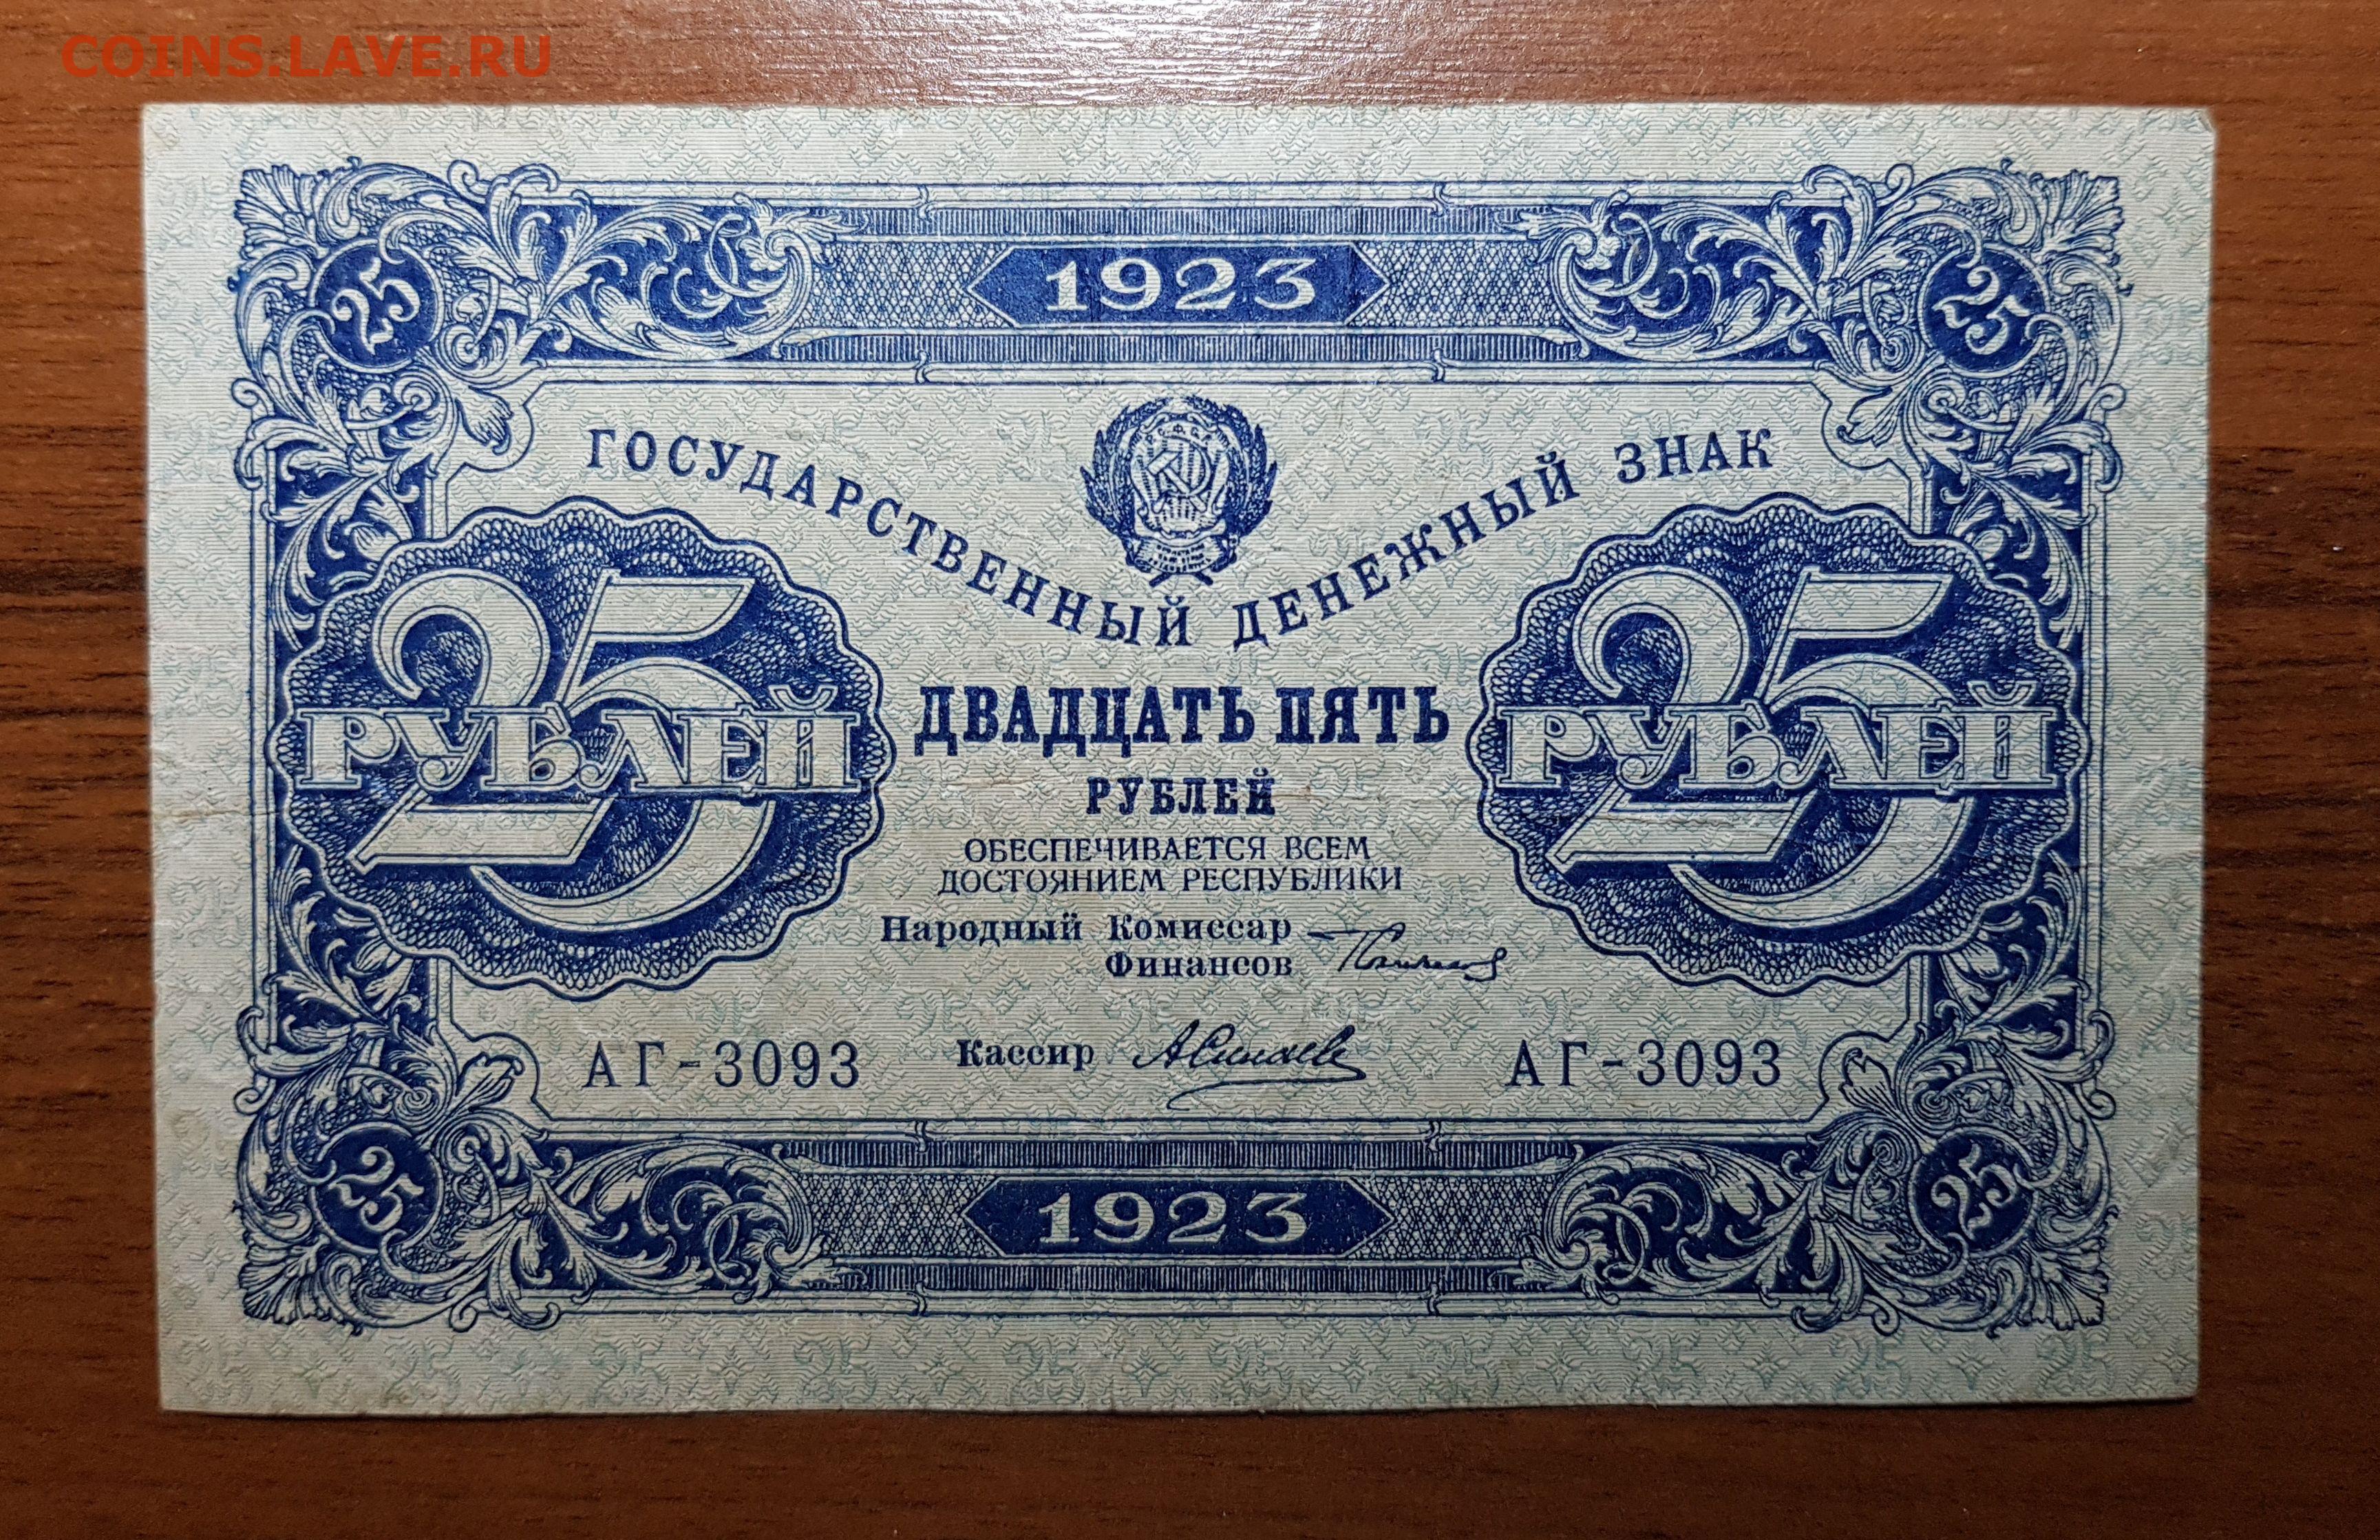 COINS.LAVE.RU
25 1923 25
ГОСУДАРСТВЕННЫЙ ДЕНЕЖНЫЙ ЗНАК
25 РУБЛЕЙ
ДВАДЦАТЬ ПЯТЬ
РУБЛЕЙ
25 РУБЛЕЙ
ОБЕСПЕЧИВАЕТСЯ ВСЕМ
ДОСТОЯНИЕМ РЕСПУБЛИКИ
Народный Комиссар
Финансов
АГ-3093 Кассир АГ-3093
25 1923 25